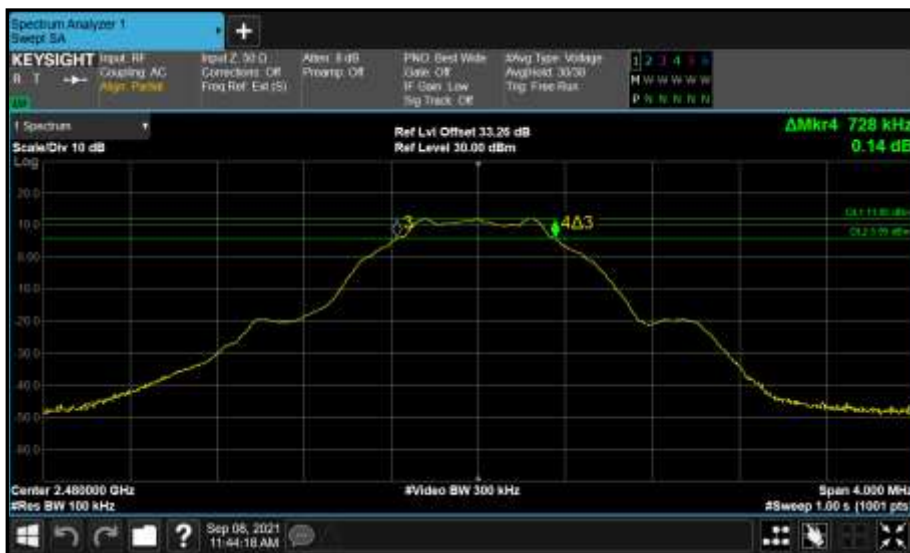 Spectrum Analyzer 1
Swept SA
+
KEYSIGHT Input: RF
R T Coupling: AC
Align: Partial
Input Z: 50 Ω
Corrections: Off
Freq Ref: Ext (S)
Atten: 8 dB
Preamp: Off
PNO: Best Wide
Gate: Off
IF Gain: Low
Sig Track: Off
#Avg Type: Voltage
Avg|Hold: 30/30
Trig: Free Run
1 2 3 4 5 6
M W W W W W
P N N N N N
1 Spectrum
Scale/Div 10 dB
Ref Lvl Offset 33.26 dB
Ref Level 30.00 dBm
ΔMkr4 728 kHz
0.14 dB
Log
20.0
10.0
0.00
-10.0
-20.0
-30.0
-40.0
-50.0
-60.0
3
4Δ3
Center 2.480000 GHz
#Res BW 100 kHz
#Video BW 300 kHz
Span 4.000 MHz
#Sweep 1.00 s (1001 pts)
?
Sep 08, 2021
11:44:18 AM